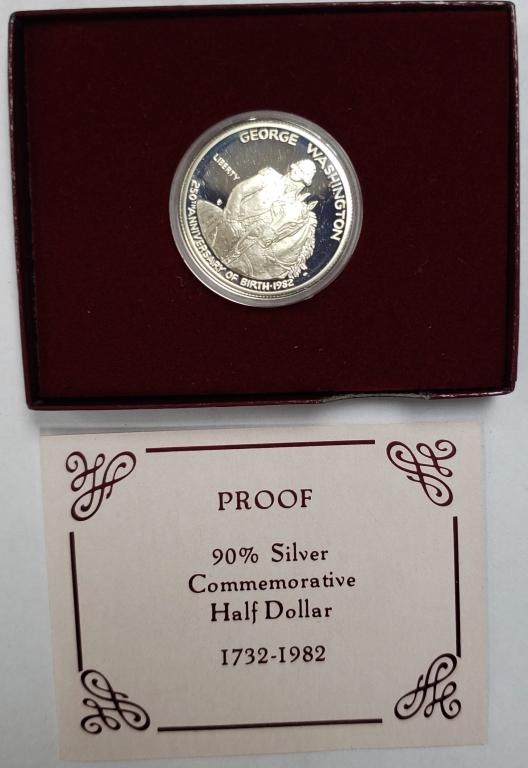 GEORGE WASHINGTON
LIBERTY
250TH ANNIVERSARY OF BIRTH·1982
PROOF
90% Silver
Commemorative
Half Dollar
1732-1982